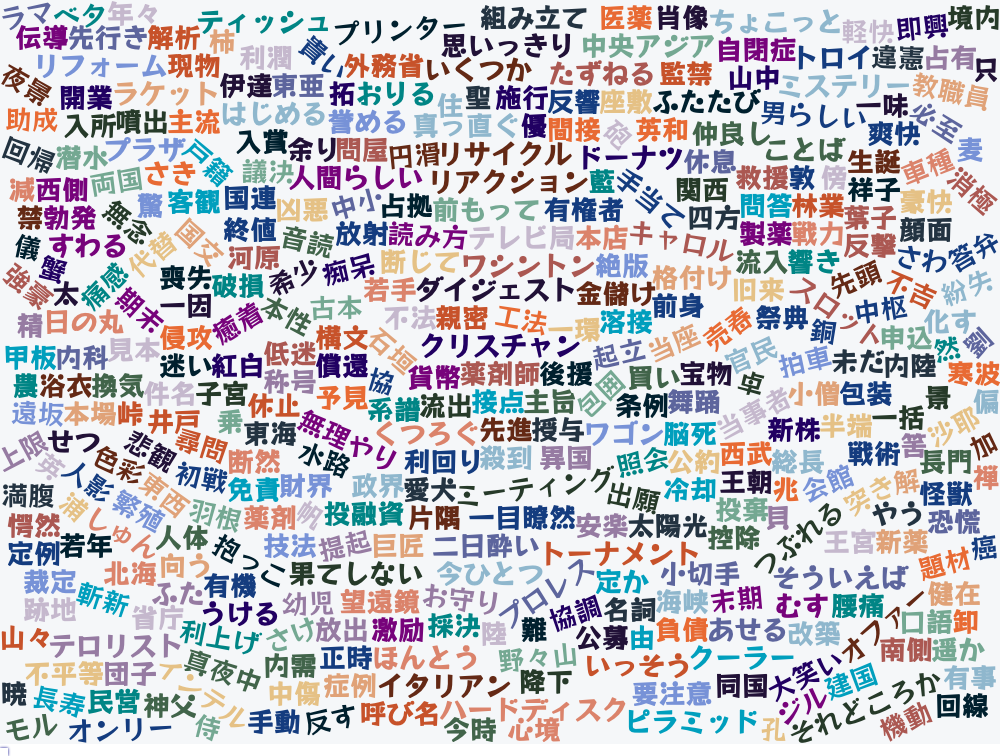 ラマ ベタ 年々 ティッシュ プリンター 組み立て 医薬 肖像 ちょこっと 軽快 即興 境内
伝導 先行き 解析 柿 利潤 責い 思いっきり 中央アジア 自閉症 トロイ 違憲 占有 只
リフォーム 現物 外務省 いくつか たずねる 監禁 山中 ミステリー 教職員
夜景 開業 ラケット 伊達 東亜 拓 おりる 住 聖 施行 反響 座敷 ふたたび 男らしい 一味 必至
助成 入所 噴出 主流 はじめる 誉める 真っ直ぐ 優 間接 英和 仲良し ことば 爽快 麦
回帰 潜水 プラザ 戸籍 入賞 余り 問屋 円滑 リサイクル ドーナツ 休息 生誕 車種 消極
減 西側 両国 さき 議決 人間らしい リアクション 藍 手当て 関西 救援 敦 傍 祥子 豪快
禁 勃発 無念 驚 客観 国連 凶悪 中小 占拠 前もって 有権者 四方 問答 林業 葉子 顔面
儀 すわる 代替 国交 終値 音読 放射 読み方 テレビ局 本店 キャロル 製薬 戦力 反撃 さわ 答弁
強豪 蟹 太 痛感 喪失 河原 破損 希少 痴呆 断じて ワシントン 絶版 格付け 流入 響き 先頭 不吉 紛失
期末 一因 癒着 本性 古本 若手 ダイジェスト 金儲け 前身 旧来 スロット 中枢
精 日の丸 侵攻 横文 石垣 不法 親密 工法 一環 溶接 当座 売春 祭典 銅 申込 化す
甲板 内科 見本 迷い 紅白 低迷 償還 クリスチャン 起立 官民 拍車 未だ 内陸 然 劉
農 浴衣 換気 件名 子宮 称号 予見 協 貨幣 薬剤師 後援 包囲 買い 宝物 卓 小僧 包装 景 寒波
遠坂 本場 峠 井戸 乗 休止 系譜 流出 接点 主旨 条例 舞踊 当事者 半端 一括 偏
上限 せつ 悲観 尋問 東海 無理やり くつろぐ 先進 授与 ワゴン 脳死 新株 戦術 筈 沙耶 加
英 人影 色彩 初戦 断然 水路 利回り 殺到 異国 照会 公約 西武 総長 長門 禅
満腹 浦 繁殖 東西 羽根 免責 財界 政界 愛犬 ミーティング 出願 冷却 王朝 兆 会館 突き 解 怪獣
愕然 しゅん 人体 薬剤 帆 投融資 片隅 一目瞭然 安楽 太陽光 控除 投棄 貝 つぶれる やう 恐慌
定例 若年 抱っこ 技法 提起 巨匠 二日酔い トーナメント 王宮 新薬 題材 癌
裁定 北海 向う 果てしない 今ひとつ プロレス 定か 小切手 そういえば 健在
跡地 斬新 ふた 有機 幼児 望遠鏡 お守り 協調 名詞 海峡 末期 むす 腰痛 オファー 口語 卸
省庁 うける さけ 放出 激励 採決 陸 難 公募 由 負債 あせる 改築
山々 テロリスト 利上げ 真夜中 内需 正時 ほんとう 野々山 いっそう クーラー 大笑い 南側 遥か
不平等 団子 アンテナ 中傷 症例 イタリアン 降下 要注意 同国 建国 有事
暁 長寿 民営 神父 ジル それどころか 回線
モル オンリー 侍 手動 反す 呼び名 ハードディスク 今時 心境 ピラミッド 孔 機動